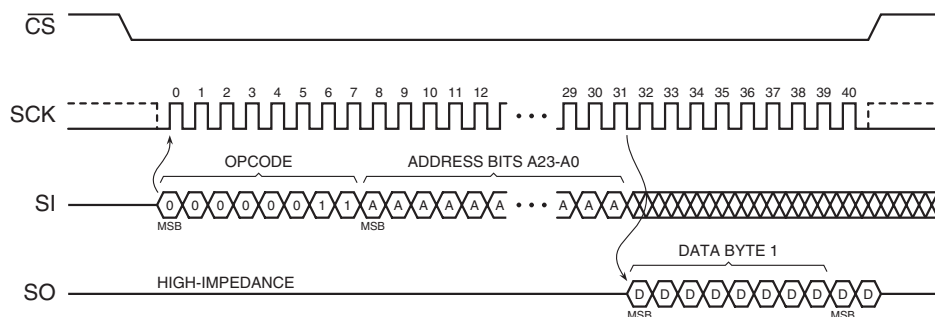 CS
0 1 2 3 4 5 6 7 8 9 10 11 12 29 30 31 32 33 34 35 36 37 38 39 40
SCK
OPCODE ADDRESS BITS A23-A0
SI 0 0 0 0 0 0 1 1 A A A A A A A A A
MSB MSB
DATA BYTE 1
HIGH-IMPEDANCE
SO D D D D D D D D D D
MSB MSB